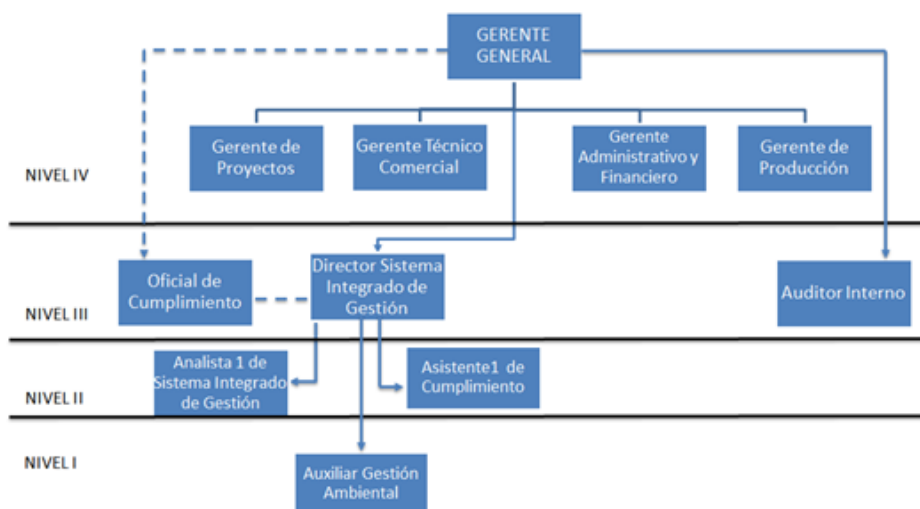 GERENTE
GENERAL
Gerente de
Proyectos
Gerente Técnico
Comercial
Gerente
Administrativo y
Financiero
Gerente de
Producción
NIVEL IV
Oficial de
Cumplimiento
Director Sistema
Integrado de
Gestión
Auditor Interno
NIVEL III
Analista 1 de
Sistema Integrado
de Gestión
Asistente1 de
Cumplimiento
NIVEL II
NIVEL I
Auxiliar Gestión
Ambiental